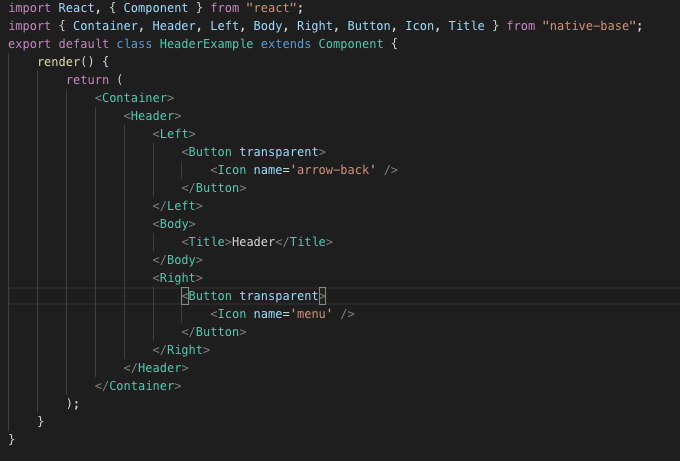 import React, { Component } from "react";
import { Container, Header, Left, Body, Right, Button, Icon, Title } from "native-base";
export default class HeaderExample extends Component {
    render() {
        return (
            <Container>
                <Header>
                    <Left>
                        <Button transparent>
                            <Icon name='arrow-back' />
                        </Button>
                    </Left>
                    <Body>
                        <Title>Header</Title>
                    </Body>
                    <Right>
                        <Button transparent>
                            <Icon name='menu' />
                        </Button>
                    </Right>
                </Header>
            </Container>
        );
    }
}